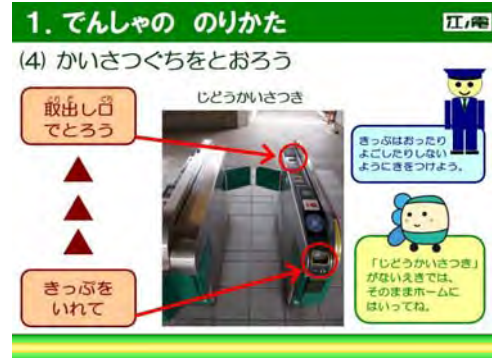 1. でんしゃの のりかた
江ノ電
(4) かいさつぐちをとおろう
取出し口
でとろう
じどうかいさつき
きっぷはおったり
よごしたりしない
ようにきをつけよう。
きっぷを
いれて
「じどうかいさつき」
がないえきでは、
そのままホームに
はいってね。